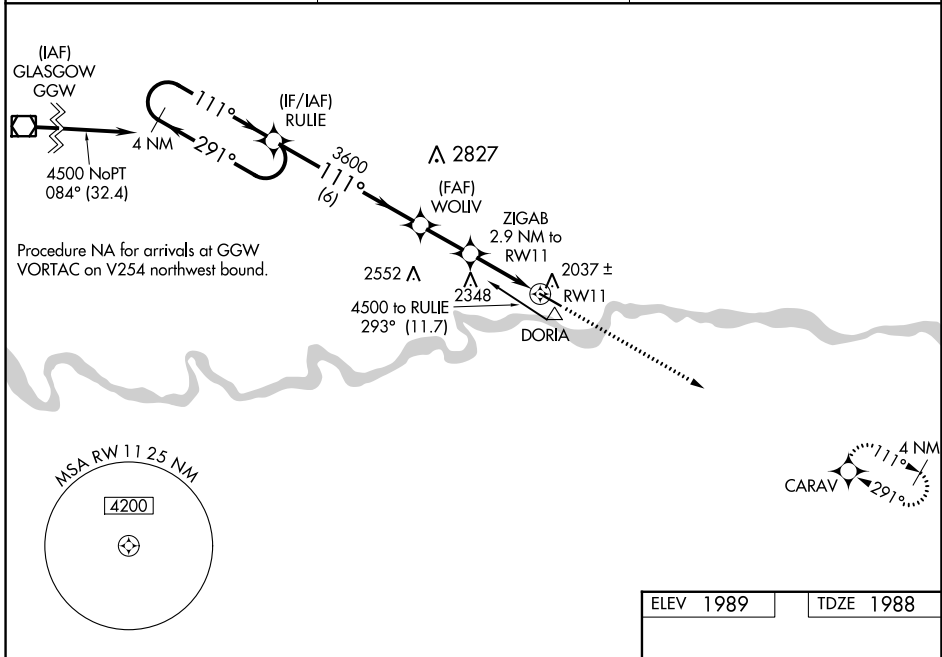 (IAF)
GLASGOW
GGW
4500 NoPT
084° (32.4)
111°
291°
4 NM
(IF/IAF)
RULIE
3600
111°
(6)
2827
(FAF)
WOLIV
ZIGAB
2.9 NM to
RW11
2552
2348
2037 ±
RW11
4500 to RULIE
293° (11.7)
DORIA
Procedure NA for arrivals at GGW
VORTAC on V254 northwest bound.
MSA RW 11 25 NM
4200
CARAV
111°
291°
4 NM
ELEV 1989
TDZE 1988